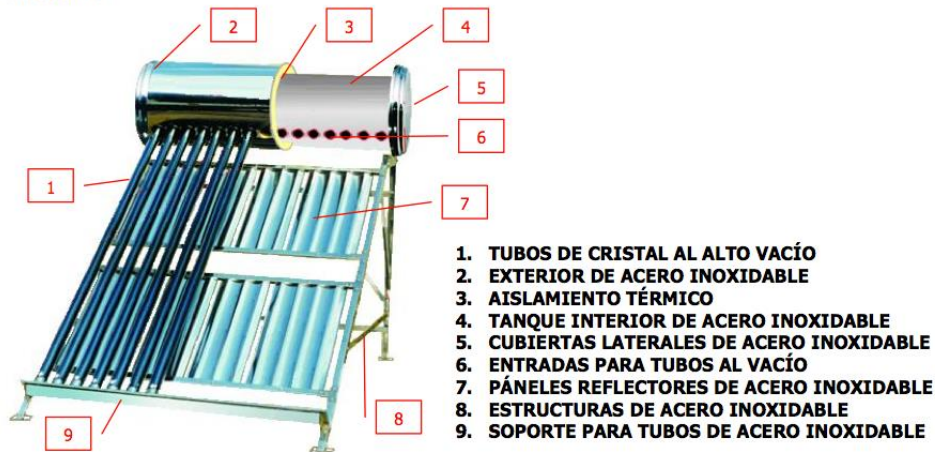 2
3
4
5
6
1
7
8
9
1. TUBOS DE CRISTAL AL ALTO VACÍO
2. EXTERIOR DE ACERO INOXIDABLE
3. AISLAMIENTO TÉRMICO
4. TANQUE INTERIOR DE ACERO INOXIDABLE
5. CUBIERTAS LATERALES DE ACERO INOXIDABLE
6. ENTRADAS PARA TUBOS AL VACÍO
7. PÁNELES REFLECTORES DE ACERO INOXIDABLE
8. ESTRUCTURAS DE ACERO INOXIDABLE
9. SOPORTE PARA TUBOS DE ACERO INOXIDABLE